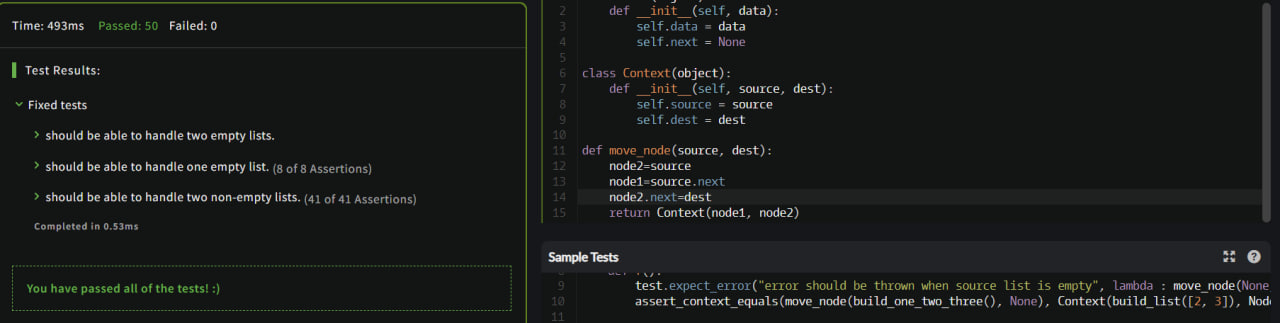 Time: 493ms Passed: 50 Failed: 0
Test Results:
Fixed tests
should be able to handle two empty lists.
should be able to handle one empty list. (8 of 8 Assertions)
should be able to handle two non-empty lists. (41 of 41 Assertions)
Completed in 0.53ms
You have passed all of the tests! :)
2 def __init__(self, data):
3 self.data = data
4 self.next = None
5
6 class Context(object):
7 def __init__(self, source, dest):
8 self.source = source
9 self.dest = dest
10
11 def move_node(source, dest):
12 node2=source
13 node1=source.next
14 node2.next=dest
15 return Context(node1, node2)
Sample Tests
9 test.expect_error("error should be thrown when source list is empty", lambda : move_node(None
10 assert_context_equals(move_node(build_one_two_three(), None), Context(build_list([2, 3]), Node
11